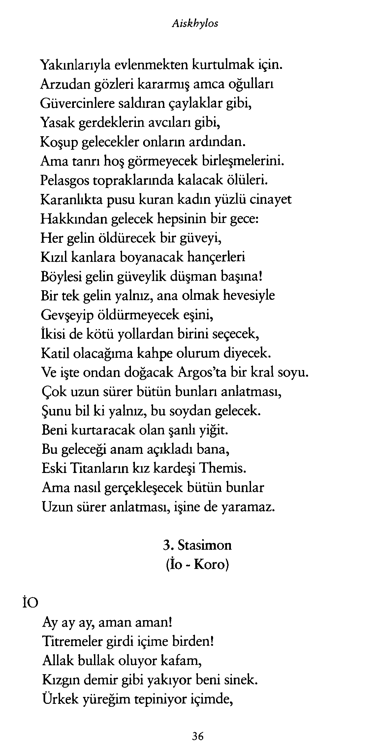 Aiskhylos
Yakınlarıyla evlenmekten kurtulmak için.
Arzudan gözleri kararmış amca oğulları
Güvercinlere saldıran çaylaklar gibi,
Yasak gerdeklerin avcıları gibi,
Koşup gelecekler onların ardından.
Ama tanrı hoş görmeyecek birleşmelerini.
Pelasgos topraklarında kalacak ölüleri.
Karanlıkta pusu kuran kadın yüzlü cinayet
Hakkından gelecek hepsinin bir gece:
Her gelin öldürecek bir güveyi,
Kızıl kanlara boyanacak hançerleri
Böylesi gelin güveylik düşman başına!
Bir tek gelin yalnız, ana olmak hevesiyle
Gevşeyip öldürmeyecek eşini,
İkisi de kötü yollardan birini seçecek,
Katil olacağıma kahpe olurum diyecek.
Ve işte ondan doğacak Argos'ta bir kral soyu.
Çok uzun sürer bütün bunları anlatması,
Şunu bil ki yalnız, bu soydan gelecek.
Beni kurtaracak olan şanlı yiğit.
Bu geleceği anam açıkladı bana,
Eski Titanların kız kardeşi Themis.
Ama nasıl gerçekleşecek bütün bunlar
Uzun sürer anlatması, işine de yaramaz.
3. Stasimon
(İo - Koro)
İO
Ay ay ay, aman aman!
Titremeler girdi içime birden!
Allak bullak oluyor kafam,
Kızgın demir gibi yakıyor beni sinek.
Ürkek yüreğim tepiniyor içimde,
36